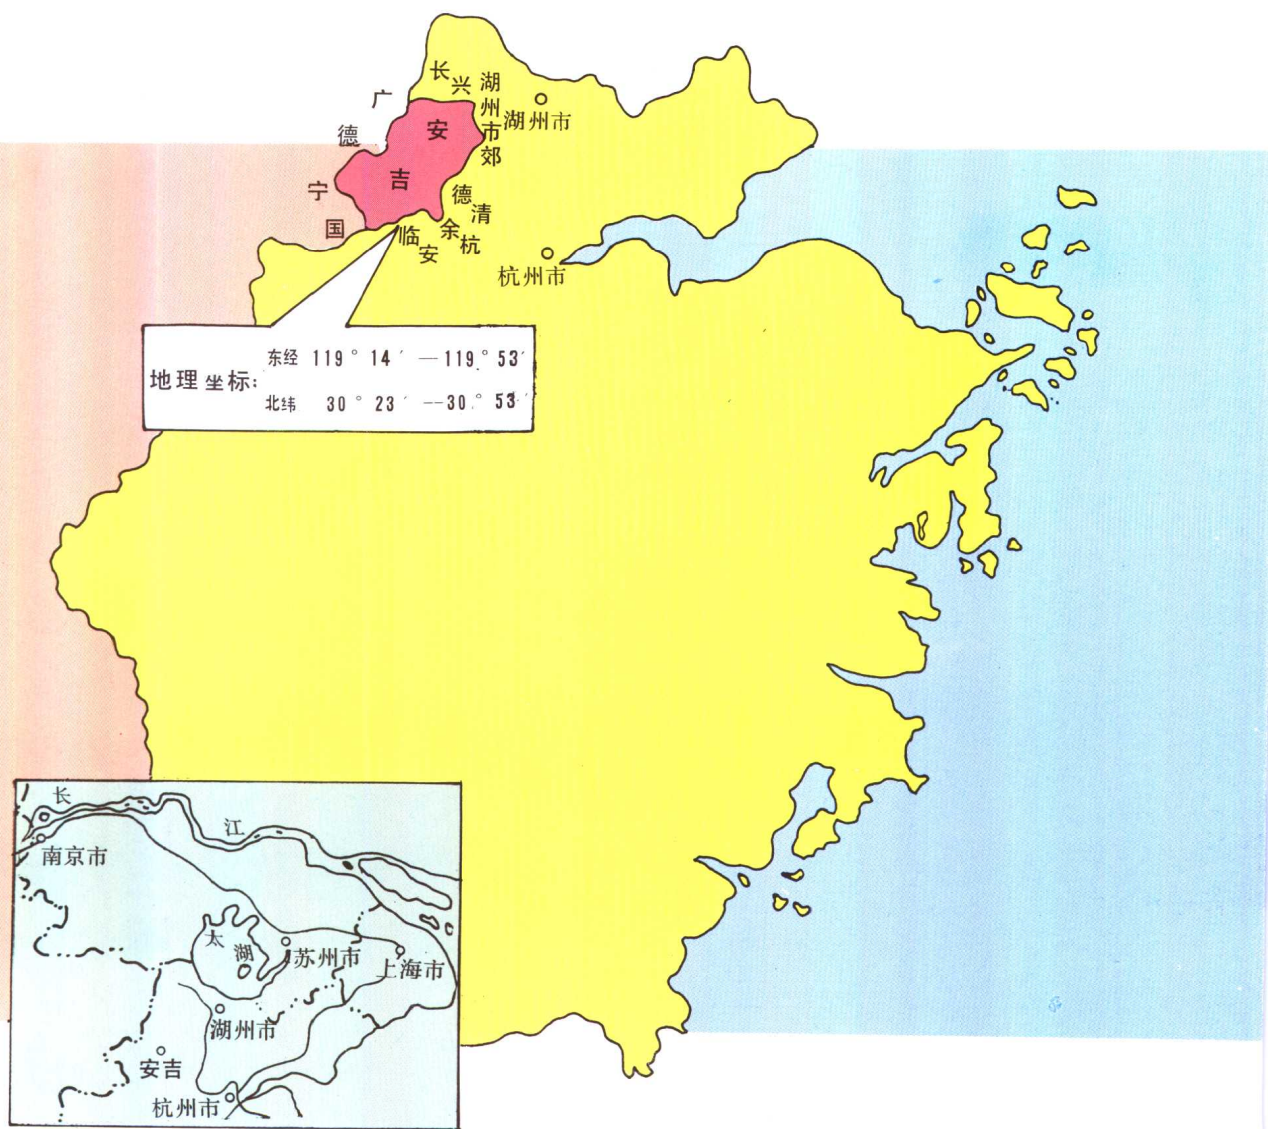 长兴
湖州市郊
湖州市
广德
安吉
宁国
德清
余杭
临安
杭州市
地理坐标:
东经 119°14′—119°53′
北纬 30°23′—30°53′
长江
南京市
太湖
苏州市
上海市
湖州市
安吉
杭州市